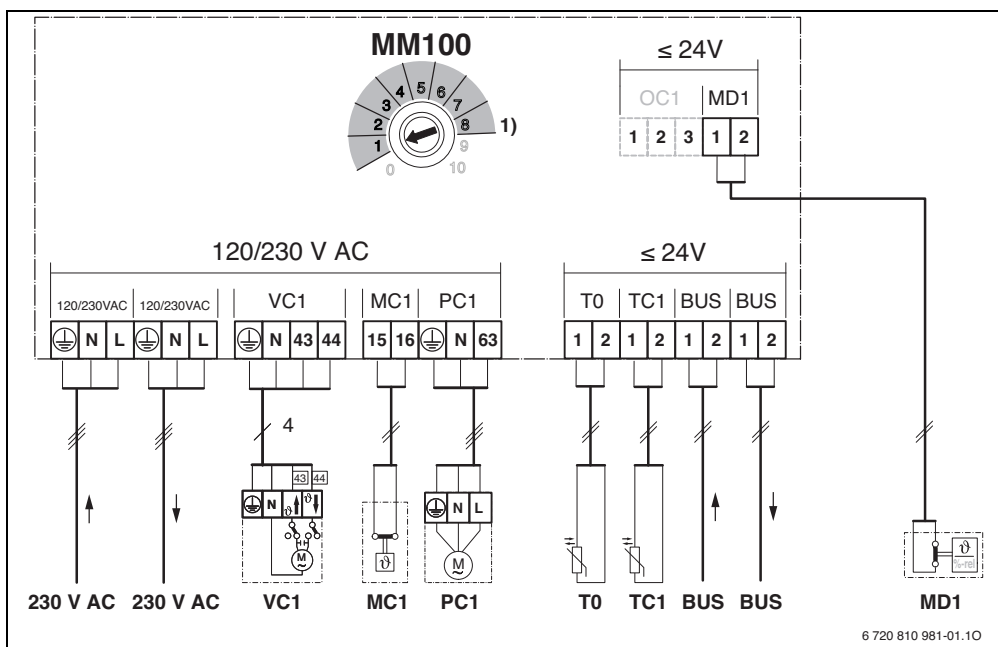 MM100
0 1 2 3 4 5 6 7 8 9 10
1)
≤ 24V
OC1 MD1
1 2 3 1 2
120/230 V AC
≤ 24V
120/230VAC 120/230VAC VC1 MC1 PC1 T0 TC1 BUS BUS
N L N L N 43 44 15 16 N 63 1 2 1 2 1 2 1 2
4
43 44
N ϑ ϑ N L
M ~ ϑ M ~ ϑ
%-rel
230 V AC 230 V AC VC1 MC1 PC1 T0 TC1 BUS BUS MD1
6 720 810 981-01.1O